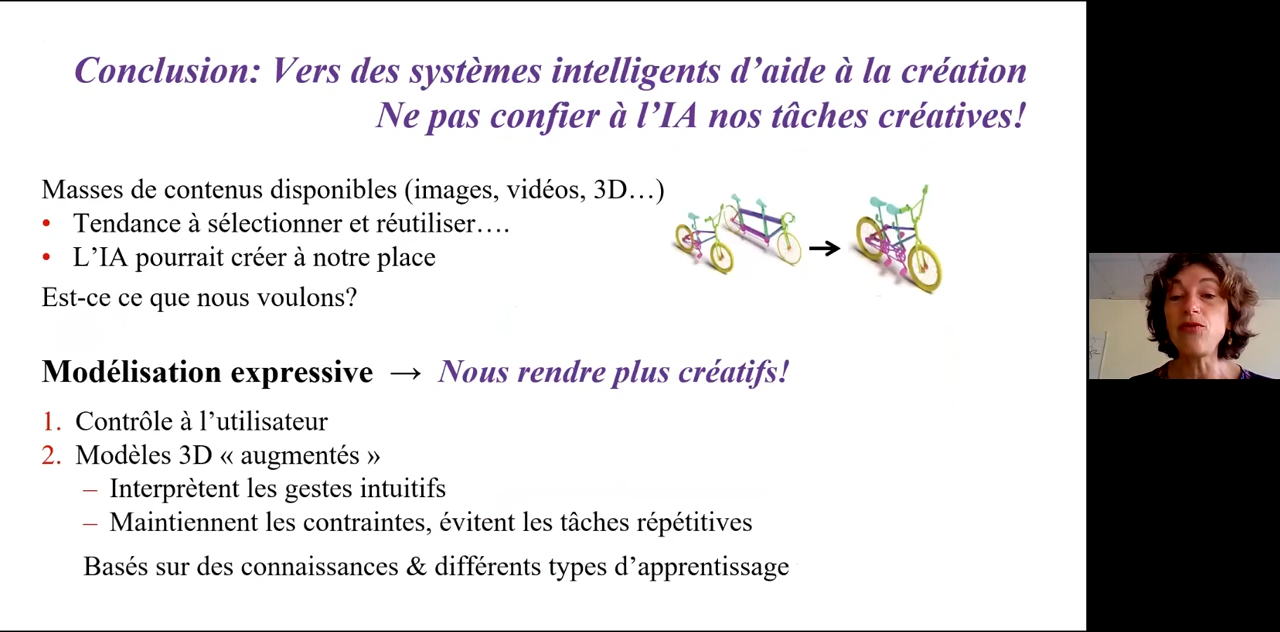 Conclusion: Vers des systèmes intelligents d’aide à la création
Ne pas confier à l’IA nos tâches créatives!
Masses de contenus disponibles (images, vidéos, 3D…)
• Tendance à sélectionner et réutiliser….
• L’IA pourrait créer à notre place
Est-ce ce que nous voulons?
Modélisation expressive → Nous rendre plus créatifs!
1. Contrôle à l’utilisateur
2. Modèles 3D « augmentés »
– Interprètent les gestes intuitifs
– Maintiennent les contraintes, évitent les tâches répétitives
Basés sur des connaissances & différents types d’apprentissage